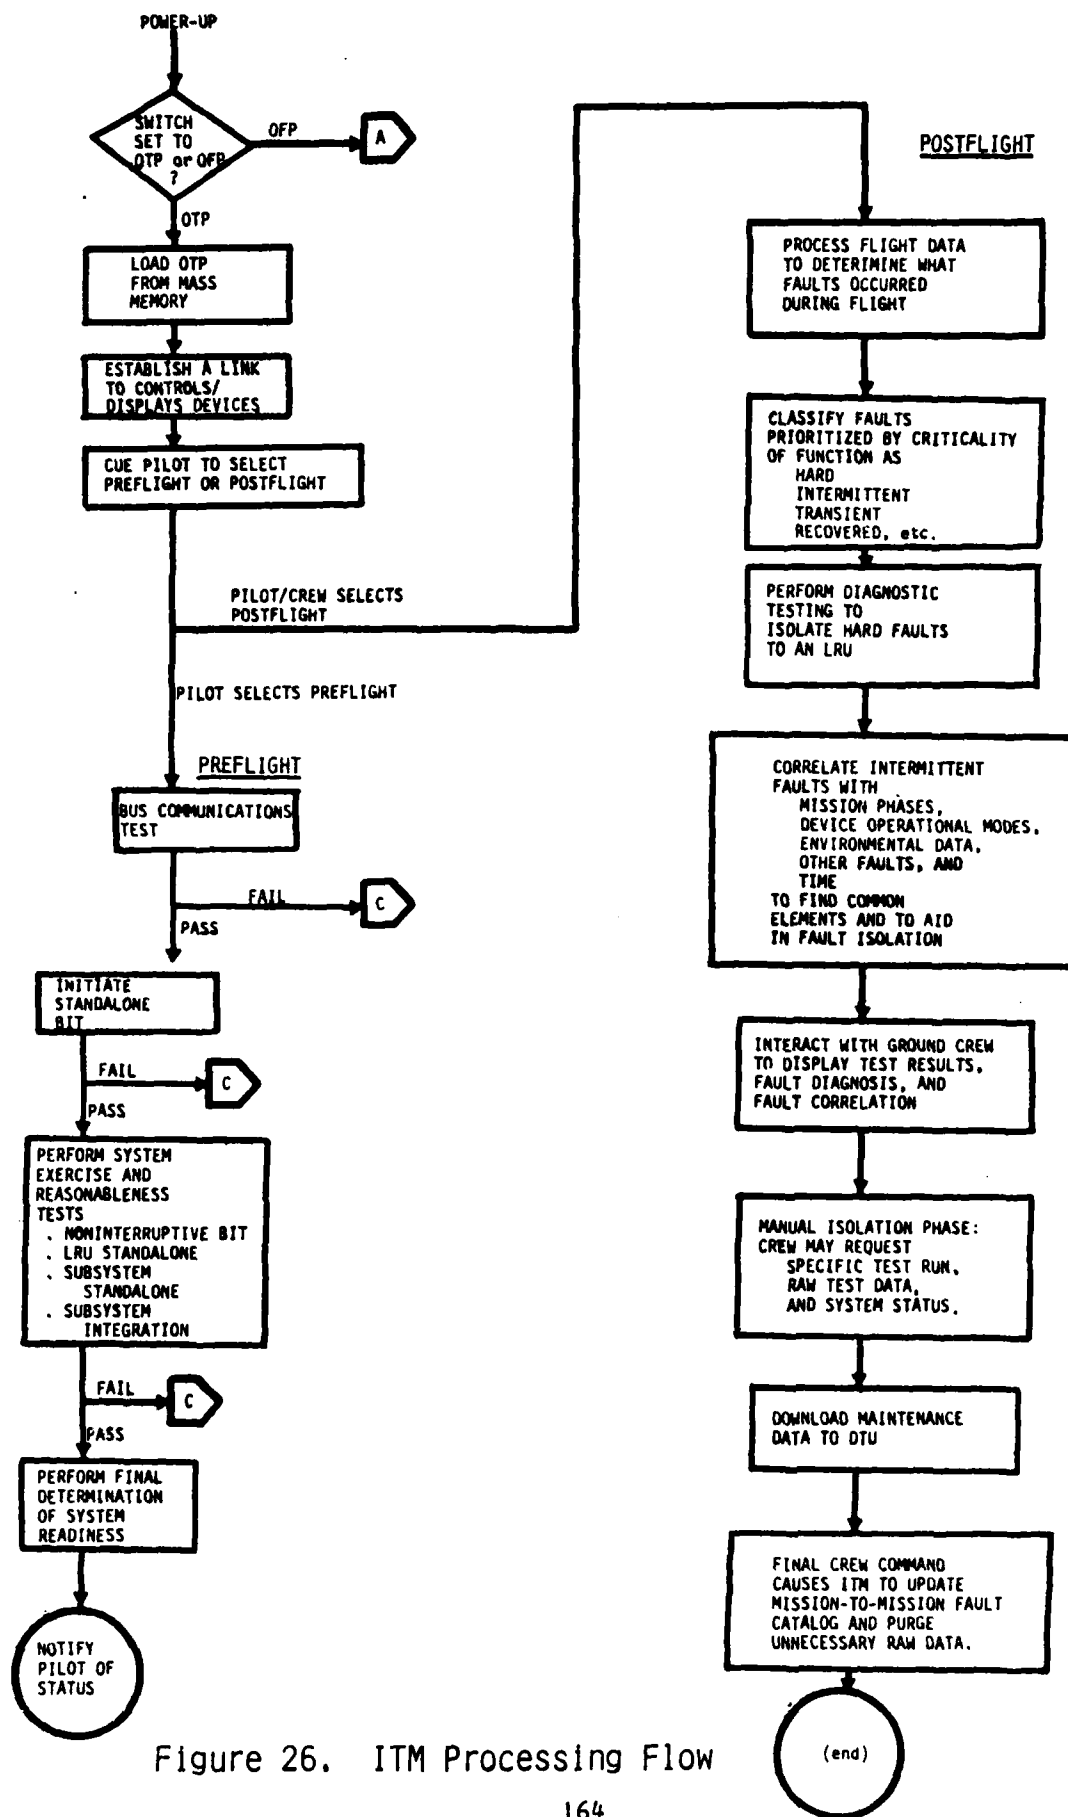 POWER-UP
SWITCH
SET TO
OTP or OFP
?
OFP
A
OTP
LOAD OTP
FROM MASS
MEMORY
ESTABLISH A LINK
TO CONTROLS/
DISPLAYS DEVICES
CUE PILOT TO SELECT
PREFLIGHT OR POSTFLIGHT
PILOT/CREW SELECTS
POSTFLIGHT
PILOT SELECTS PREFLIGHT
PREFLIGHT
BUS COMMUNICATIONS
TEST
FAIL
C
PASS
INITIATE
STANDALONE
BIT
FAIL
C
PASS
PERFORM SYSTEM
EXERCISE AND
REASONABLENESS
TESTS
. NONINTERRUPTIVE BIT
. LRU STANDALONE
. SUBSYSTEM
STANDALONE
. SUBSYSTEM
INTEGRATION
FAIL
C
PASS
PERFORM FINAL
DETERMINATION
OF SYSTEM
READINESS
NOTIFY
PILOT OF
STATUS
POSTFLIGHT
PROCESS FLIGHT DATA
TO DETERIMINE WHAT
FAULTS OCCURRED
DURING FLIGHT
CLASSIFY FAULTS
PRIORITIZED BY CRITICALITY
OF FUNCTION AS
HARD
INTERMITTENT
TRANSIENT
RECOVERED, etc.
PERFORM DIAGNOSTIC
TESTING TO
ISOLATE HARD FAULTS
TO AN LRU
CORRELATE INTERMITTENT
FAULTS WITH
MISSION PHASES,
DEVICE OPERATIONAL MODES,
ENVIRONMENTAL DATA,
OTHER FAULTS, AND
TIME
TO FIND COMMON
ELEMENTS AND TO AID
IN FAULT ISOLATION
INTERACT WITH GROUND CREW
TO DISPLAY TEST RESULTS,
FAULT DIAGNOSIS, AND
FAULT CORRELATION
MANUAL ISOLATION PHASE:
CREW MAY REQUEST
SPECIFIC TEST RUN,
RAW TEST DATA,
AND SYSTEM STATUS.
DOWNLOAD MAINTENANCE
DATA TO DTU
FINAL CREW COMMAND
CAUSES ITM TO UPDATE
MISSION-TO-MISSION FAULT
CATALOG AND PURGE
UNNECESSARY RAW DATA.
(end)
Figure 26. ITM Processing Flow
164